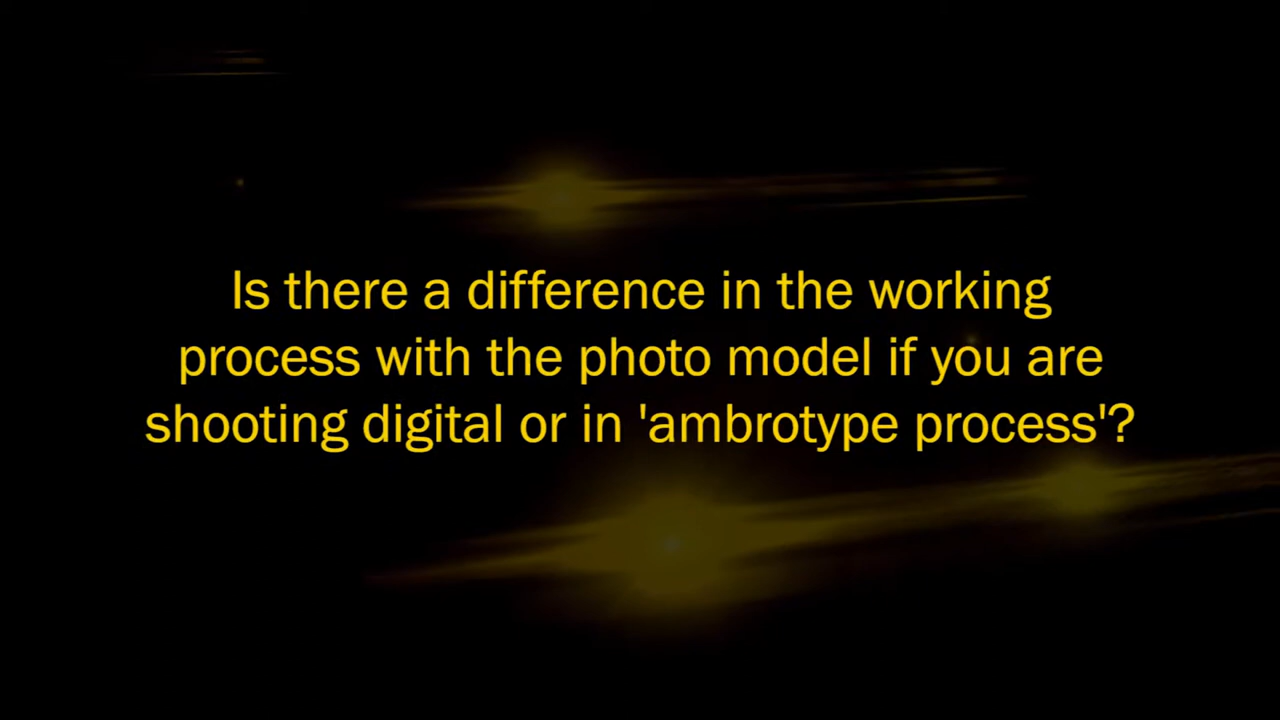 Is there a difference in the working
process with the photo model if you are
shooting digital or in 'ambrotype process'?